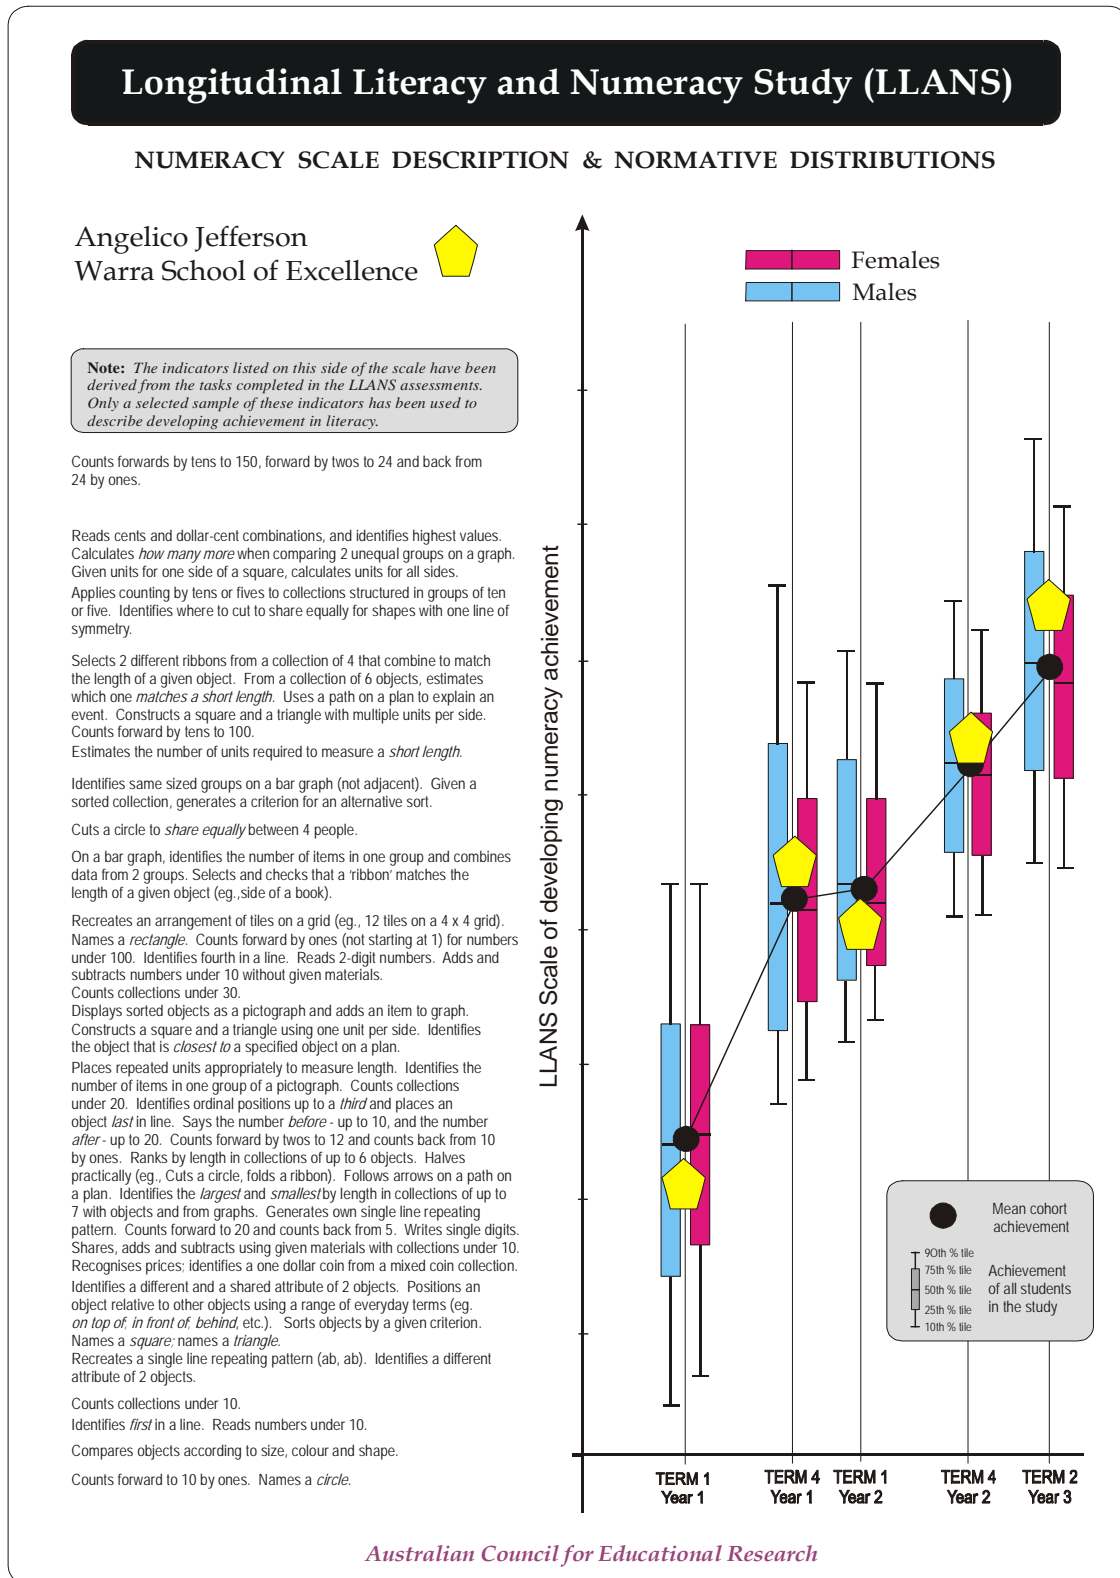 Longitudinal Literacy and Numeracy Study (LLANS)
NUMERACY SCALE DESCRIPTION & NORMATIVE DISTRIBUTIONS
Angelico Jefferson
Warra School of Excellence
Females
Males
Note: The indicators listed on this side of the scale have been
derived from the tasks completed in the LLANS assessments.
Only a selected sample of these indicators has been used to
describe developing achievement in literacy.
Counts forwards by tens to 150, forward by twos to 24 and back from
24 by ones.
Reads cents and dollar-cent combinations, and identifies highest values.
Calculates how many more when comparing 2 unequal groups on a graph.
Given units for one side of a square, calculates units for all sides.
Applies counting by tens or fives to collections structured in groups of ten
or five. Identifies where to cut to share equally for shapes with one line of
symmetry.
Selects 2 different ribbons from a collection of 4 that combine to match
the length of a given object. From a collection of 6 objects, estimates
which one matches a short length. Uses a path on a plan to explain an
event. Constructs a square and a triangle with multiple units per side.
Counts forward by tens to 100.
Estimates the number of units required to measure a short length.
Identifies same sized groups on a bar graph (not adjacent). Given a
sorted collection, generates a criterion for an alternative sort.
Cuts a circle to share equally between 4 people.
On a bar graph, identifies the number of items in one group and combines
data from 2 groups. Selects and checks that a 'ribbon' matches the
length of a given object (eg.,side of a book).
Recreates an arrangement of tiles on a grid (eg., 12 tiles on a 4 x 4 grid).
Names a rectangle. Counts forward by ones (not starting at 1) for numbers
under 100. Identifies fourth in a line. Reads 2-digit numbers. Adds and
subtracts numbers under 10 without given materials.
Counts collections under 30.
Displays sorted objects as a pictograph and adds an item to graph.
Constructs a square and a triangle using one unit per side. Identifies
the object that is closest to a specified object on a plan.
Places repeated units appropriately to measure length. Identifies the
number of items in one group of a pictograph. Counts collections
under 20. Identifies ordinal positions up to a third and places an
object last in line. Says the number before - up to 10, and the number
after - up to 20. Counts forward by twos to 12 and counts back from 10
by ones. Ranks by length in collections of up to 6 objects. Halves
practically (eg., Cuts a circle, folds a ribbon). Follows arrows on a path on
a plan. Identifies the largest and smallest by length in collections of up to
7 with objects and from graphs. Generates own single line repeating
pattern. Counts forward to 20 and counts back from 5. Writes single digits.
Shares, adds and subtracts using given materials with collections under 10.
Recognises prices; identifies a one dollar coin from a mixed coin collection.
Identifies a different and a shared attribute of 2 objects. Positions an
object relative to other objects using a range of everyday terms (eg.
on top of, in front of, behind, etc.). Sorts objects by a given criterion.
Names a square; names a triangle.
Recreates a single line repeating pattern (ab, ab). Identifies a different
attribute of 2 objects.
Counts collections under 10.
Identifies first in a line. Reads numbers under 10.
Compares objects according to size, colour and shape.
Counts forward to 10 by ones. Names a circle.
LLANS Scale of developing numeracy achievement
Mean cohort
achievement
90th % tile
75th % tile
50th % tile
25th % tile
10th % tile
Achievement
of all students
in the study
TERM 1
Year 1
TERM 4
Year 1
TERM 1
Year 2
TERM 4
Year 2
TERM 2
Year 3
Australian Council for Educational Research